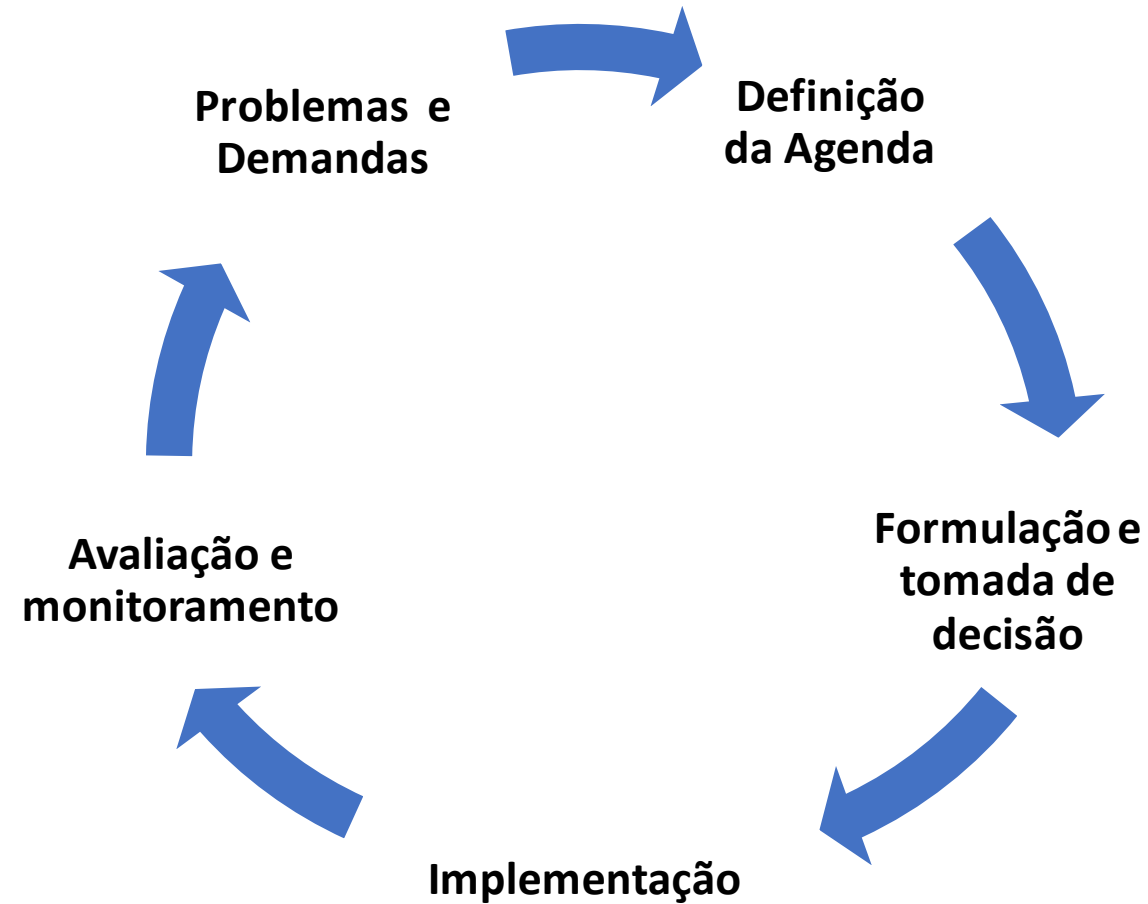 Problemas e
Demandas
Definição
da Agenda
Formulação e
tomada de
decisão
Implementação
Avaliação e
monitoramento